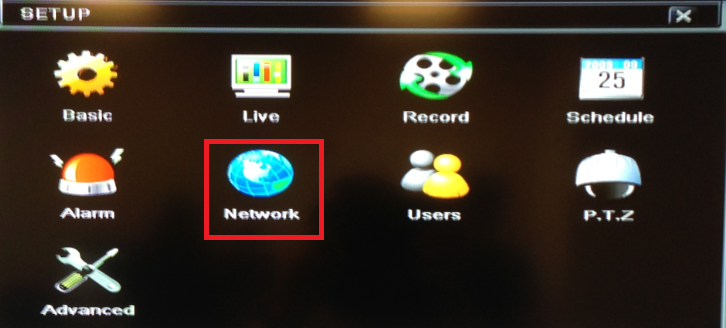 SETUP
2009 09
25
Basic Live Record Schedule
Alarm Network Users P.T.Z
Advanced